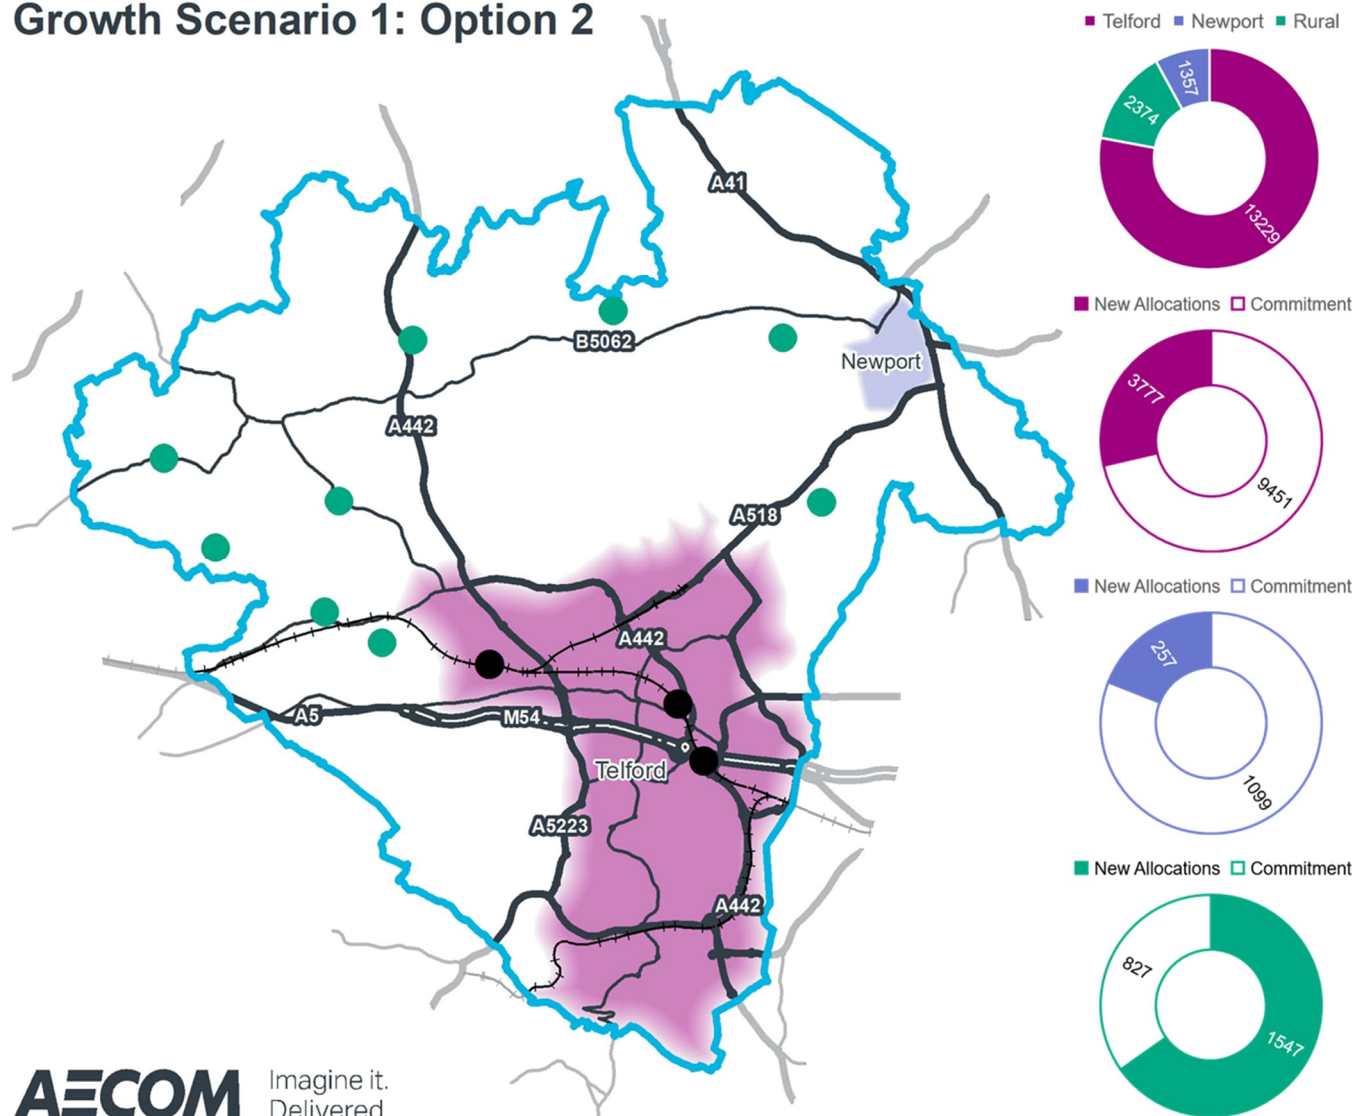 Growth Scenario 1: Option 2
Telford Newport Rural
1357
2374
13229
New Allocations Commitment
3777
9451
New Allocations Commitment
257
1099
New Allocations Commitment
827
1547
A41
B5062
Newport
A442
A518
A442
A5
M54
Telford
A5223
A442
AECOM
Imagine it.
Delivered